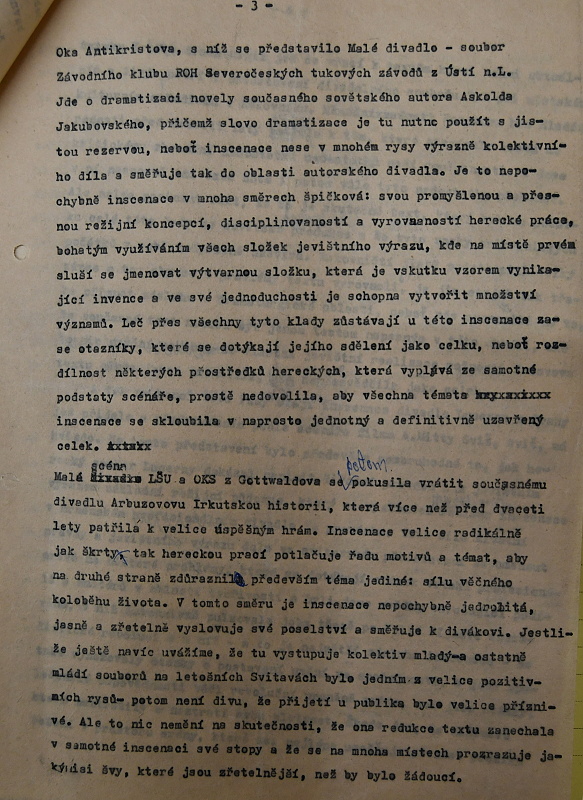 - 3 -
Oka Antikristova, s níž se představilo Malé divadlo - soubor
Závodního klubu ROH Severočeských tukových závodů z Ústí n.L.
Jde o dramatizaci novely současného sovětského autora Askolda
Jakubovského, přičemž slovo dramatizace je tu nutno použít s jis-
tou rezervou, neboť inscenace nese v mnohém rysy výrazně kolektivní-
ho díla a směřuje tak do oblasti autorského divadla. Je to nepo-
chybně inscenace v mnoha směrech špičková: svou promyšlenou a přes-
nou režijní koncepcí, disciplinovaností a vyrovnaností herecké práce,
bohatým využíváním všech složek jevištního výrazu, kde na místě prvém
sluší se jmenovat výtvarnou složku, která je vskutku vzorem vynika-
jící invence a ve své jednoduchosti je schopna vytvořit množství
významů. Leč přes všechny tyto klady zůstávají u této inscenace za-
se otazníky, které se dotýkají jejího sdělení jako celku, neboť roz-
dílnost některých prostředků hereckých, která vyplývá ze samotné
podstaty scénáře, prostě nedovolila, aby všechna témata
inscenace se skloubila v naprosto jednotný a definitivně uzavřený
celek.
scéna potom
Malá LŠU a OKS z Gottwaldova se pokusila vrátit současnému
divadlu Arbuzovovu Irkutskou historii, která více než před dvaceti
lety patřila k velice úspěšným hrám. Inscenace velice radikálně
jak škrty, tak hereckou prací potlačuje řadu motivů a témat, aby
na druhé straně zdůraznila především téma jediné: sílu věčného
koloběhu života. V tomto směru je inscenace nepochybně jednolitá,
jasně a zřetelně vyslovuje své poselství a směřuje k divákovi. Jestli-
že ještě navíc uvážíme, že tu vystupuje kolektiv mladý-a ostatně
mládí souborů na letošních Svitavách bylo jedním z velice pozitiv-
ních rysů- potom není divu, že přijetí u publika bylo velice přízni-
vé. Ale to nic nemění na skutečnosti, že ona redukce textu zanechala
v samotné inscenaci své stopy a že se na mnoha místech prozrazuje ja-
kýmisi švy, které jsou zřetelnější, než by bylo žádoucí.